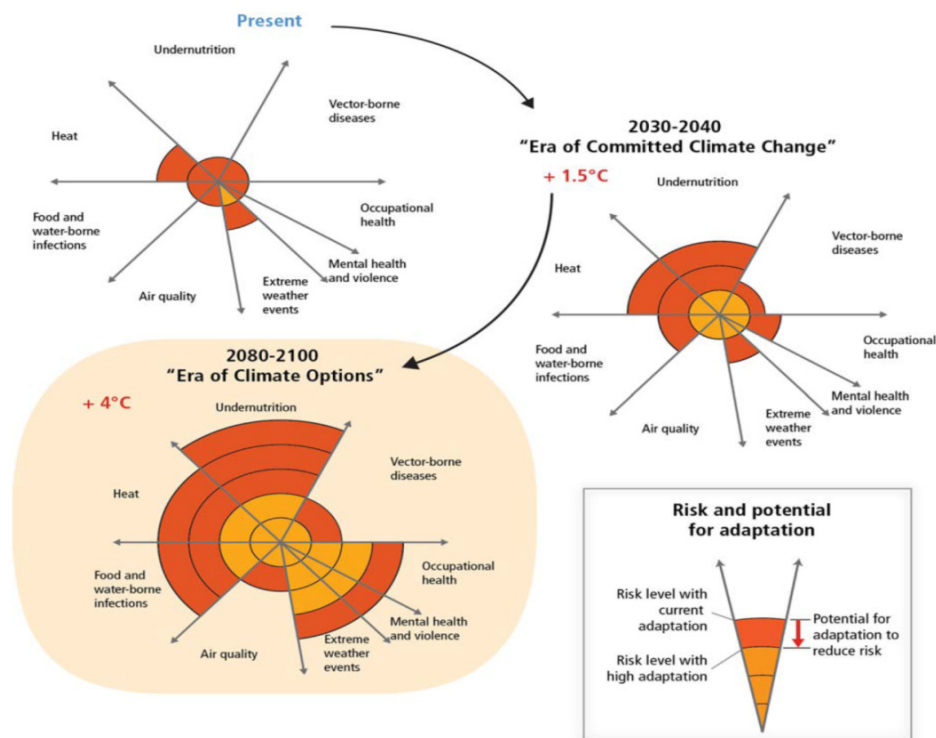 Present
Undernutrition
Vector-borne
diseases
Heat
Occupational
health
Food and
water-borne
infections
Mental health
and violence
Air quality
Extreme
weather
events
2030-2040
“Era of Committed Climate Change”
+ 1.5°C
Undernutrition
Vector-borne
diseases
Heat
Occupational
health
Food and
water-borne
infections
Mental health
and violence
Air quality
Extreme
weather
events
2080-2100
“Era of Climate Options”
+ 4°C
Undernutrition
Vector-borne
diseases
Heat
Occupational
health
Food and
water-borne
infections
Mental health
and violence
Air quality
Extreme
weather
events
Risk and potential
for adaptation
Risk level with
current
adaptation
Potential for
adaptation to
reduce risk
Risk level with
high adaptation